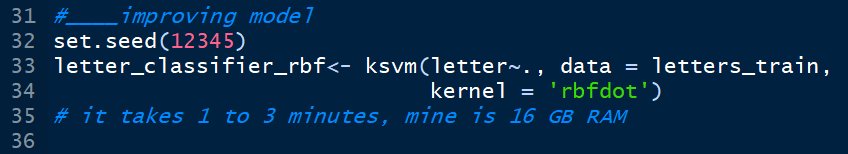 31 #____improving model
32 set.seed(12345)
33 letter_classifier_rbf<- ksvm(letter~., data = letters_train,
34                              kernel = 'rbfdot')
35 # it takes 1 to 3 minutes, mine is 16 GB RAM
36